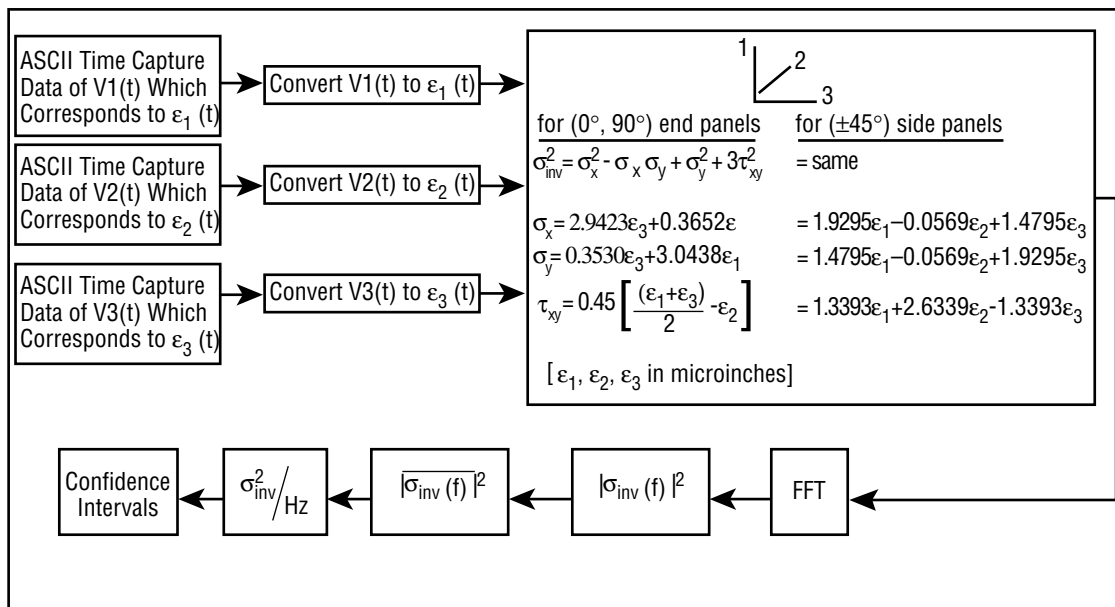 ASCII Time Capture
Data of V1(t) Which
Corresponds to ε₁ (t)
Convert V1(t) to ε₁ (t)
ASCII Time Capture
Data of V2(t) Which
Corresponds to ε₂ (t)
Convert V2(t) to ε₂ (t)
ASCII Time Capture
Data of V3(t) Which
Corresponds to ε₃ (t)
Convert V3(t) to ε₃ (t)
1
2
3
for (0°, 90°) end panels for (±45°) side panels
σ²inv = σ²x - σx σy + σ²y + 3τ²xy = same
σx = 2.9423ε₃+0.3652ε = 1.9295ε₁–0.0569ε₂+1.4795ε₃
σy = 0.3530ε₃+3.0438ε₁ = 1.4795ε₁–0.0569ε₂+1.9295ε₃
τxy = 0.45 [ (ε₁+ε₃)/2 -ε₂ ] = 1.3393ε₁+2.6339ε₂-1.3393ε₃
[ ε₁, ε₂, ε₃ in microinches]
Confidence
Intervals
σ²inv/Hz
|σ̅i̅n̅v̅ ̅(̅f̅)̅|²
|σinv (f) |²
FFT